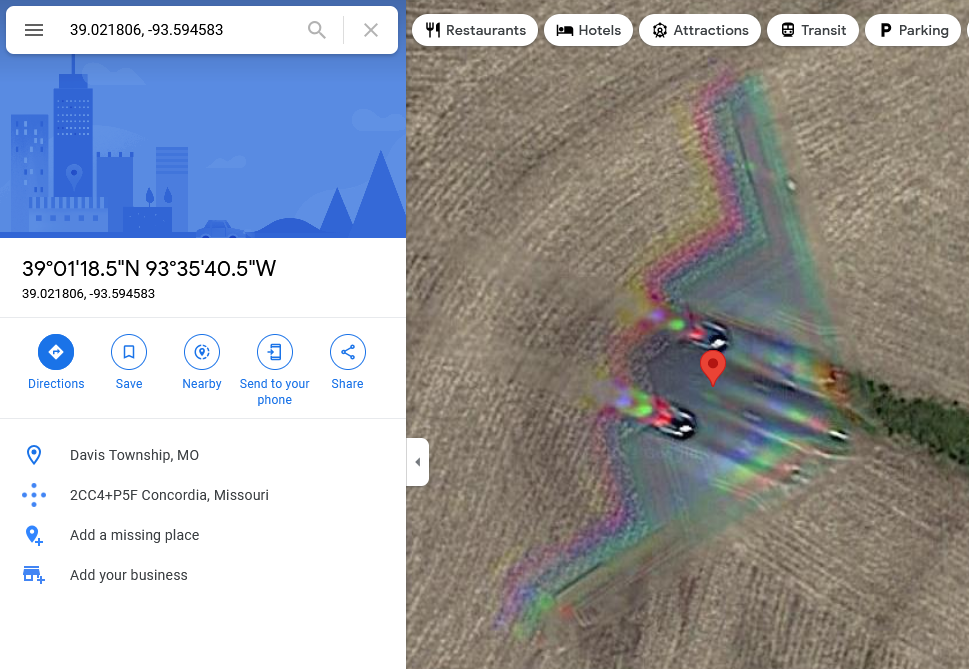 39.021806, -93.594583
Restaurants
Hotels
Attractions
Transit
Parking
39°01'18.5"N 93°35'40.5"W
39.021806, -93.594583
Directions
Save
Nearby
Send to your
phone
Share
Davis Township, MO
2CC4+P5F Concordia, Missouri
Add a missing place
Add your business